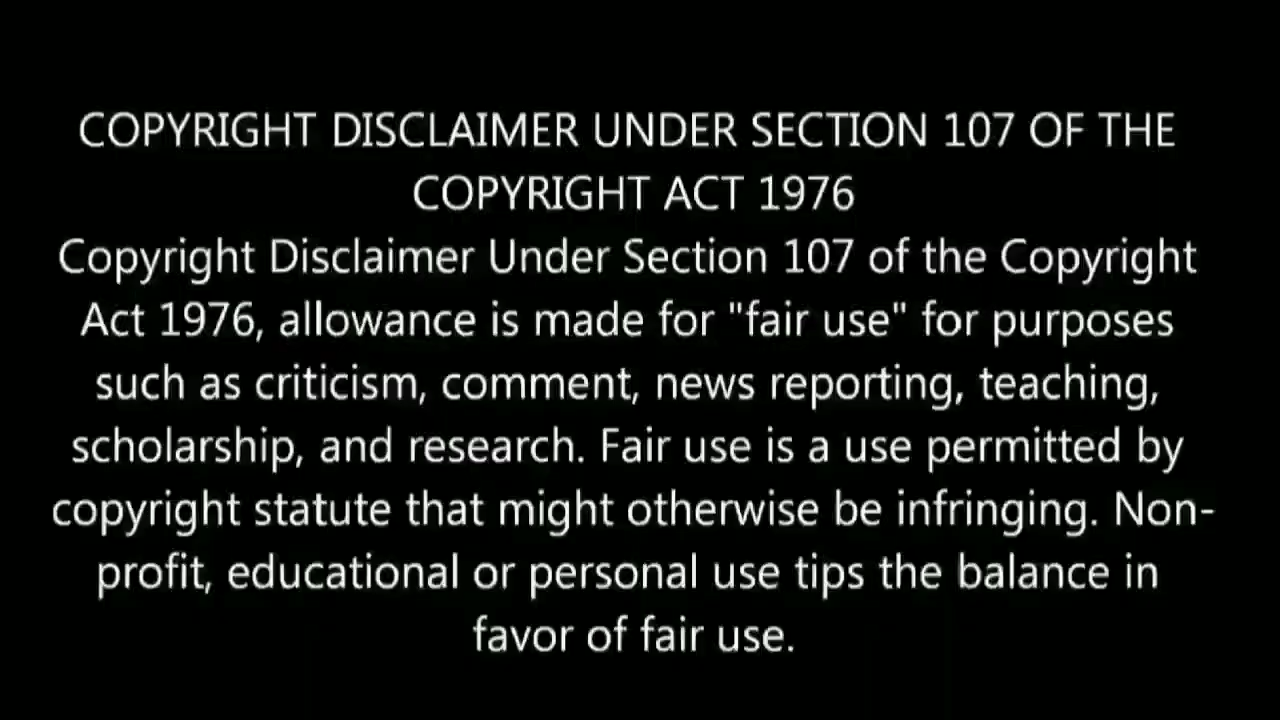 COPYRIGHT DISCLAIMER UNDER SECTION 107 OF THE
COPYRIGHT ACT 1976
Copyright Disclaimer Under Section 107 of the Copyright
Act 1976, allowance is made for "fair use" for purposes
such as criticism, comment, news reporting, teaching,
scholarship, and research. Fair use is a use permitted by
copyright statute that might otherwise be infringing. Non-
profit, educational or personal use tips the balance in
favor of fair use.